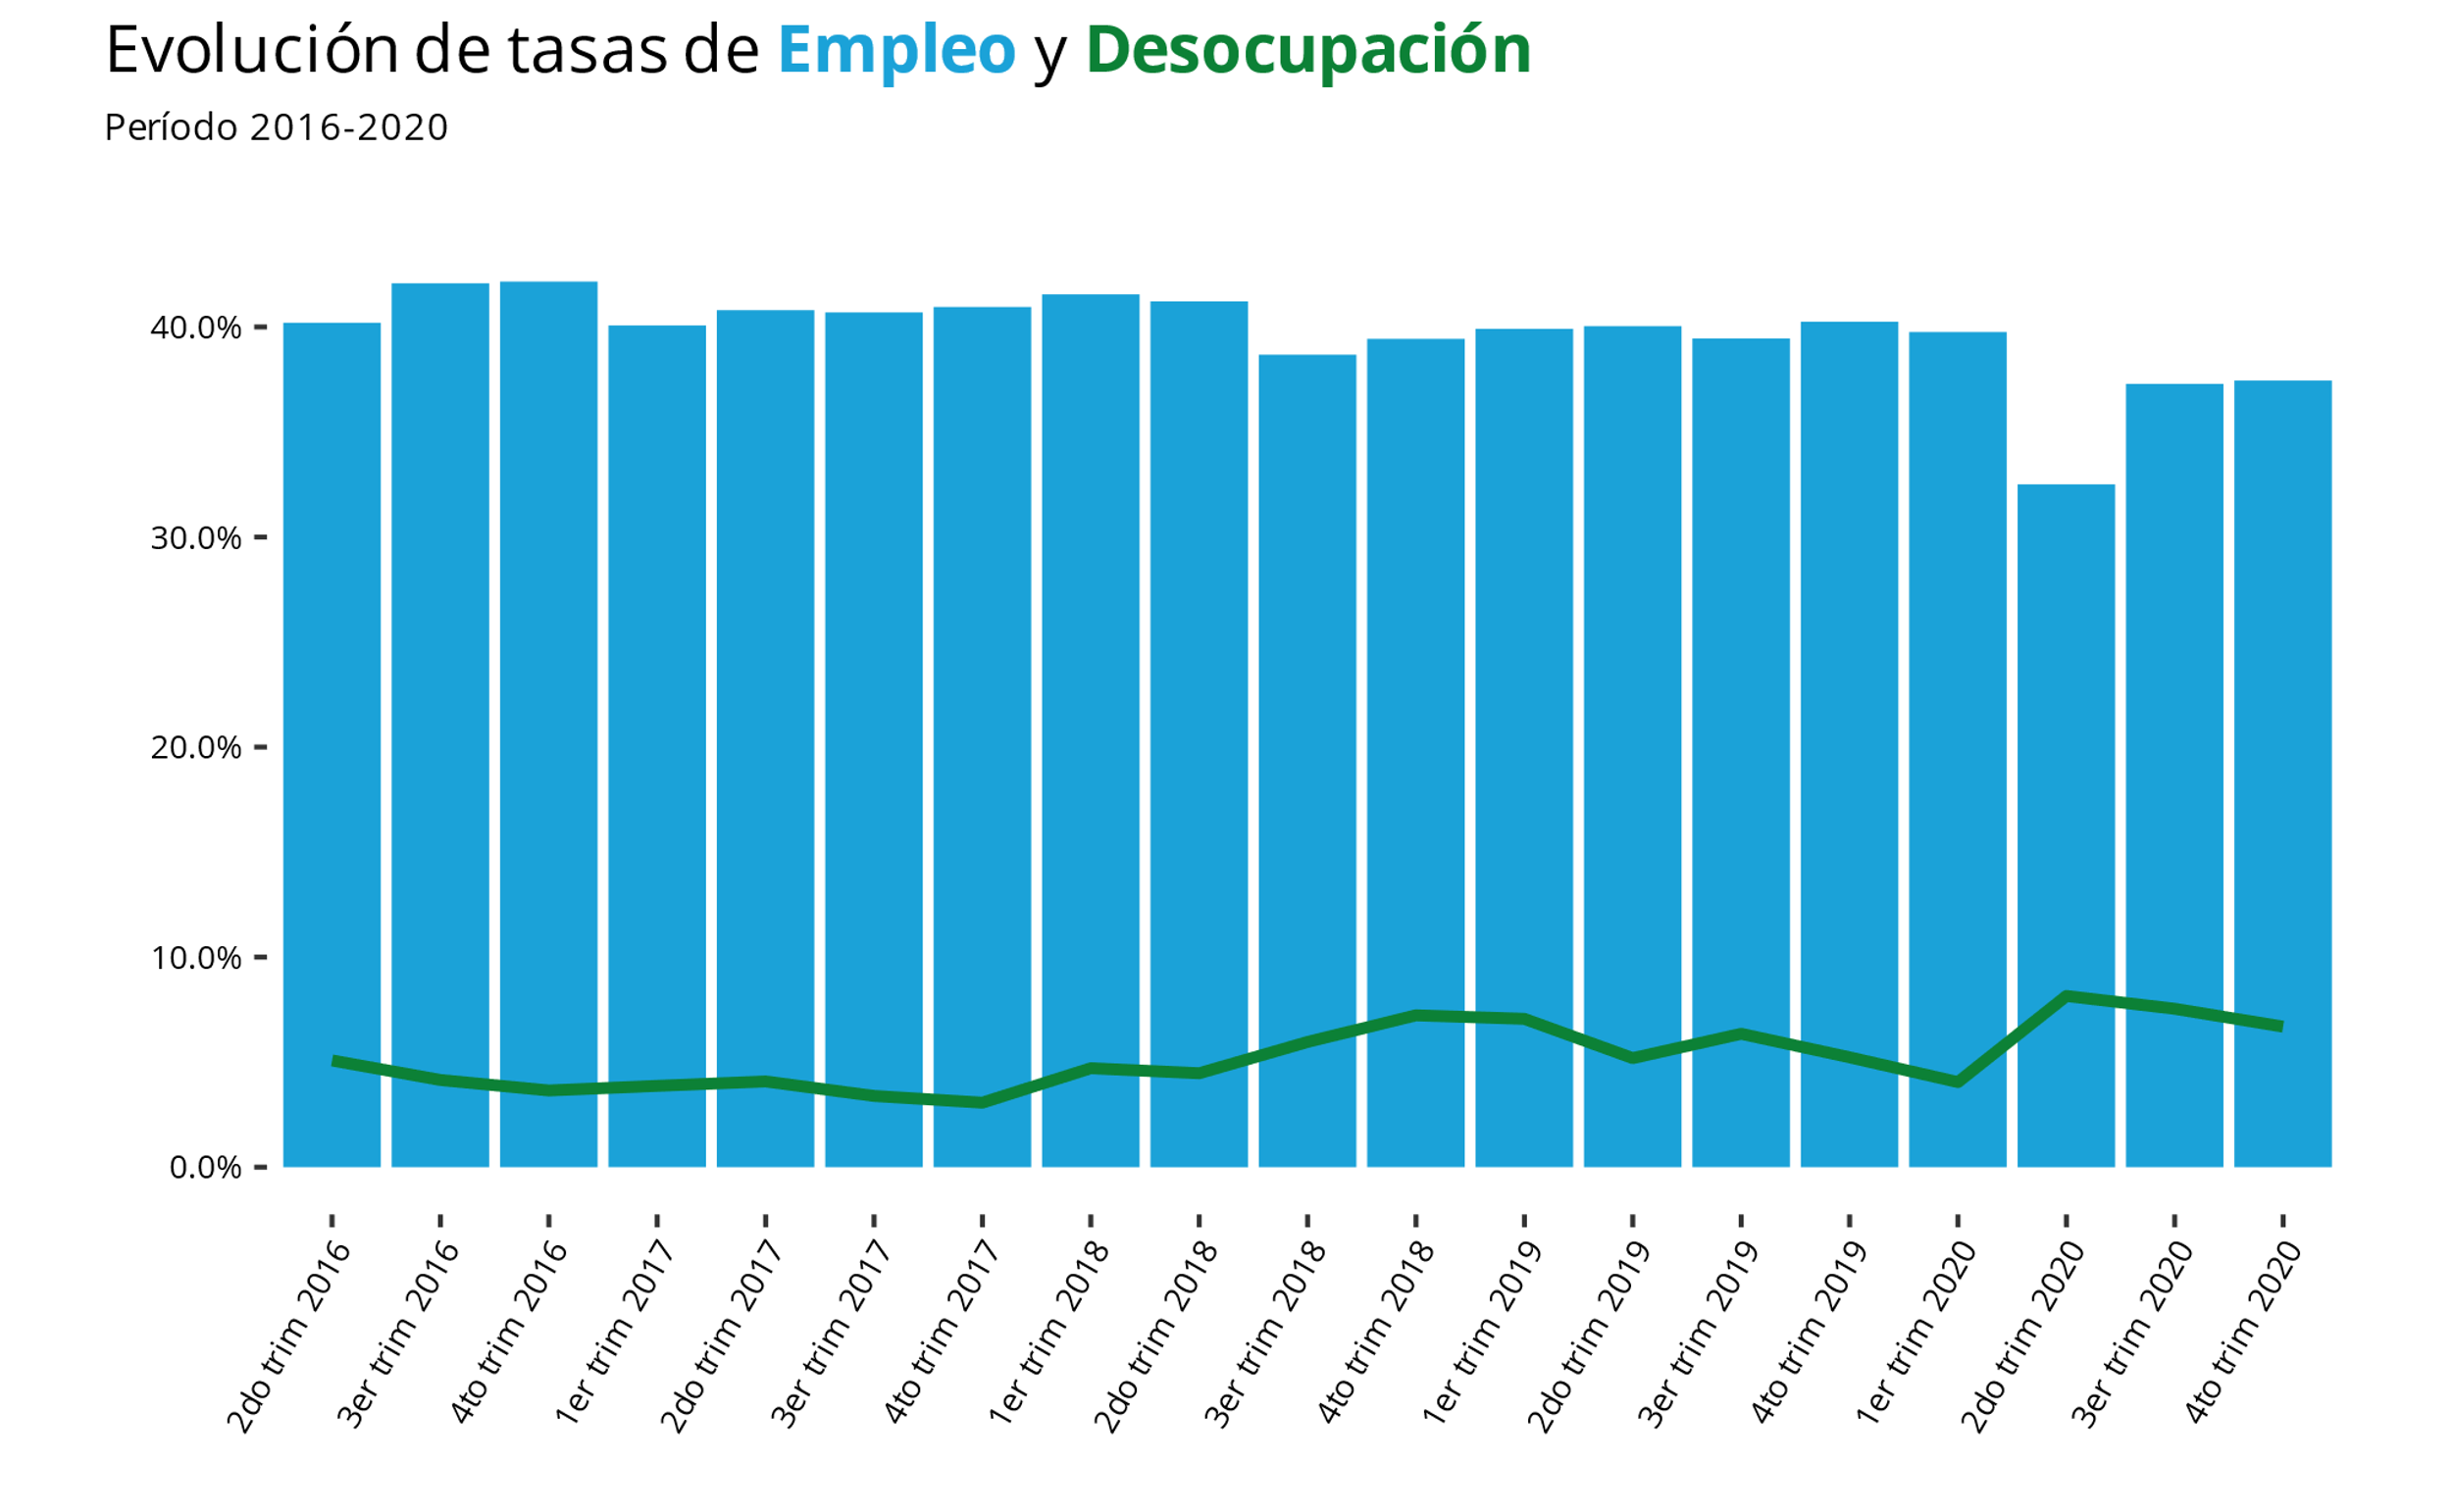 Evolución de tasas de Empleo y Desocupación
Período 2016-2020
40.0%
30.0%
20.0%
10.0%
0.0%
2do trim 2016
3er trim 2016
4to trim 2016
1er trim 2017
2do trim 2017
3er trim 2017
4to trim 2017
1er trim 2018
2do trim 2018
3er trim 2018
4to trim 2018
1er trim 2019
2do trim 2019
3er trim 2019
4to trim 2019
1er trim 2020
2do trim 2020
3er trim 2020
4to trim 2020